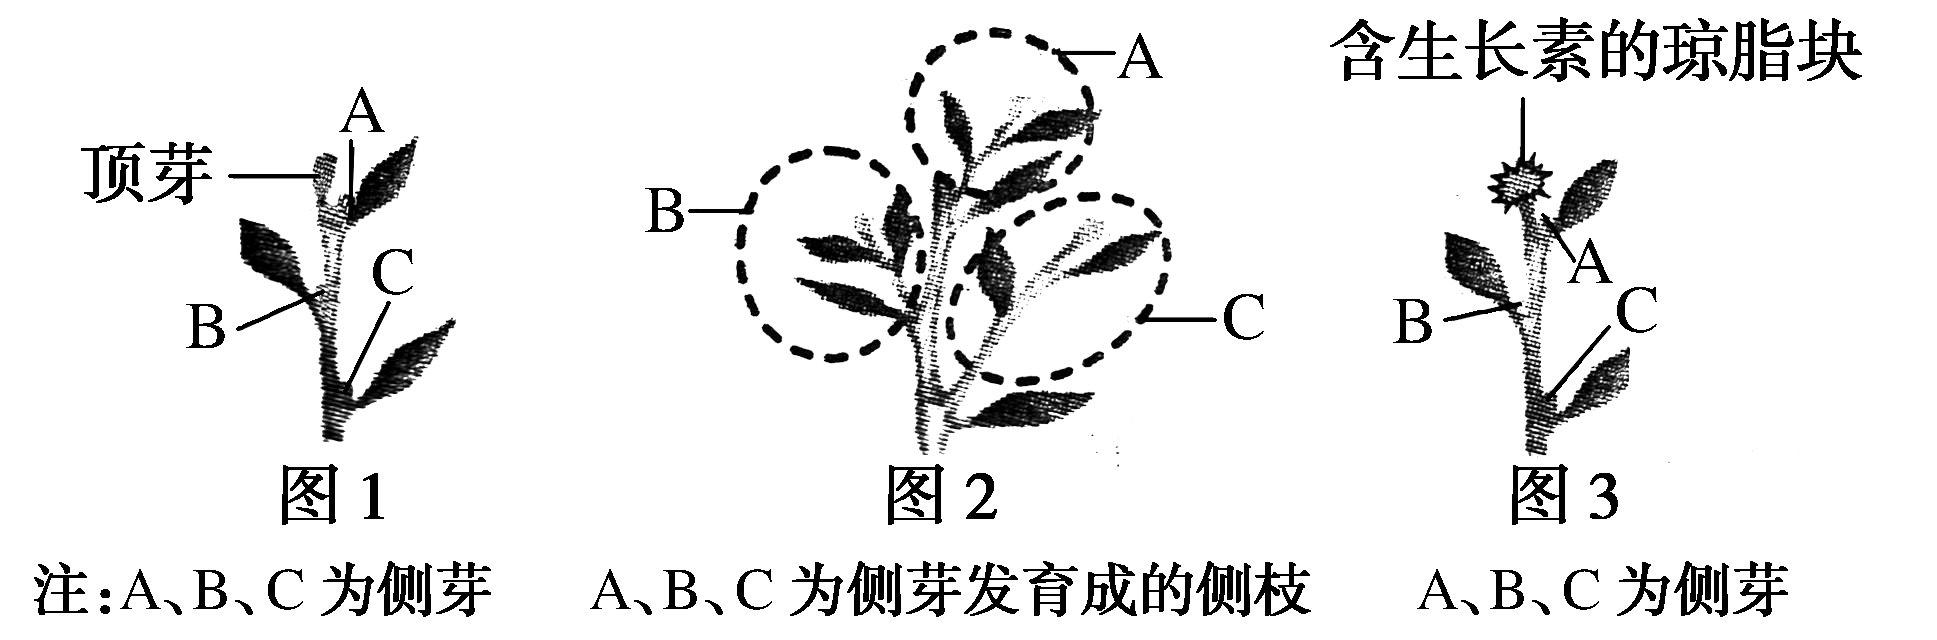 含生长素的琼脂块
A
A
顶芽
B
C
A
B
C
B
C
图1
图2
图3
注:A、B、C 为侧芽
A、B、C 为侧芽发育成的侧枝
A、B、C 为侧芽